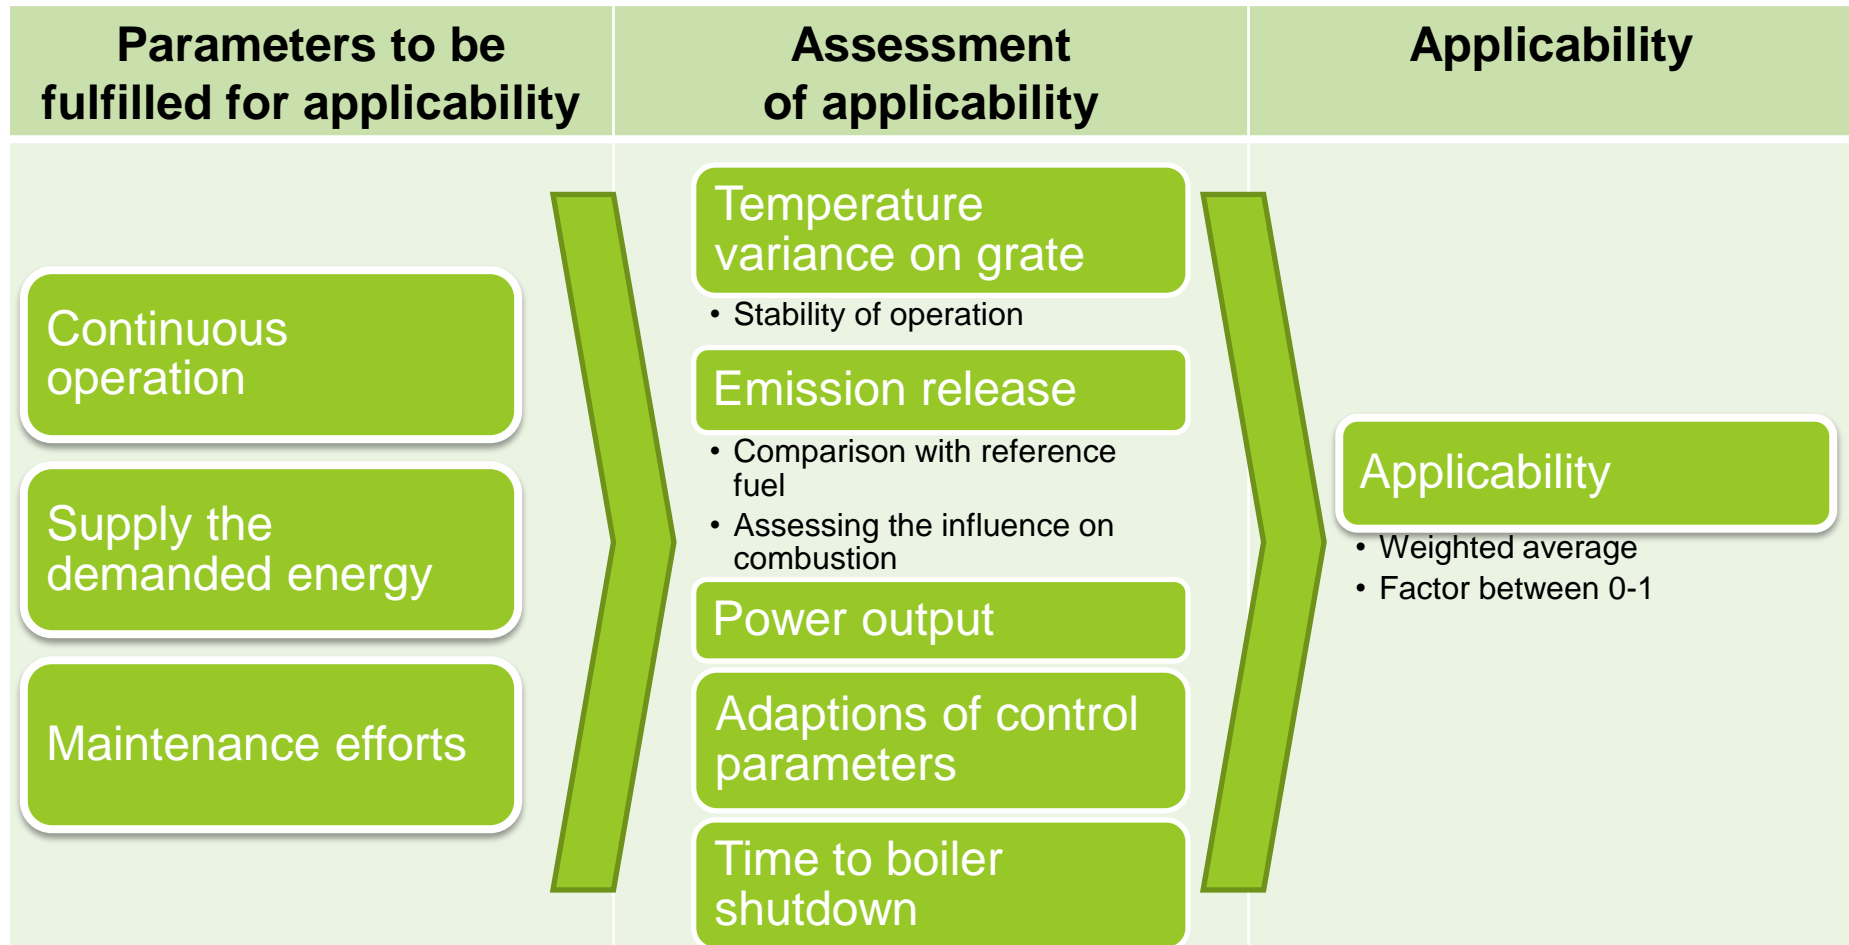 Parameters to be
fulfilled for applicability
Assessment
of applicability
Applicability
Continuous
operation
Supply the
demanded energy
Maintenance efforts
Temperature
variance on grate
• Stability of operation
Emission release
• Comparison with reference
fuel
• Assessing the influence on
combustion
Power output
Adaptions of control
parameters
Time to boiler
shutdown
Applicability
• Weighted average
• Factor between 0-1